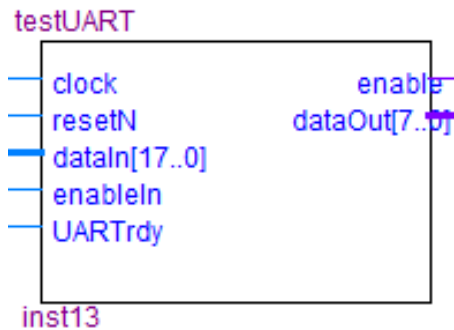 testUART
clock enable
resetN dataOut[7..0]
dataIn[17..0]
enableIn
UARTrdy
inst13